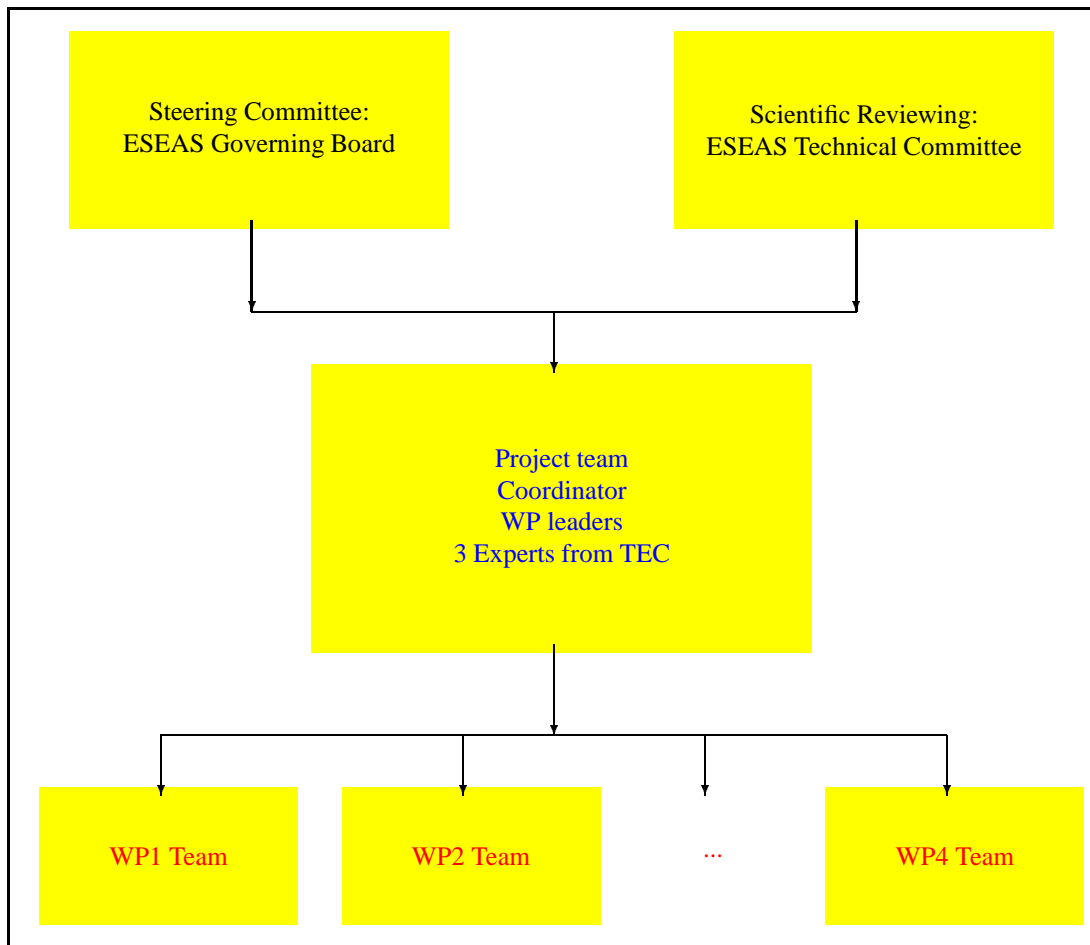 Steering Committee:
ESEAS Governing Board
Scientific Reviewing:
ESEAS Technical Committee
Project team
Coordinator
WP leaders
3 Experts from TEC
WP1 Team
WP2 Team
...
WP4 Team